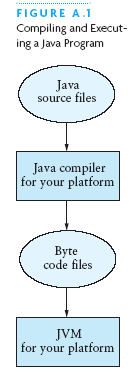 FIGURE A.1
Compiling and Execut-
ing a Java Program
Java
source files
Java compiler
for your platform
Byte
code files
JVM
for your platform